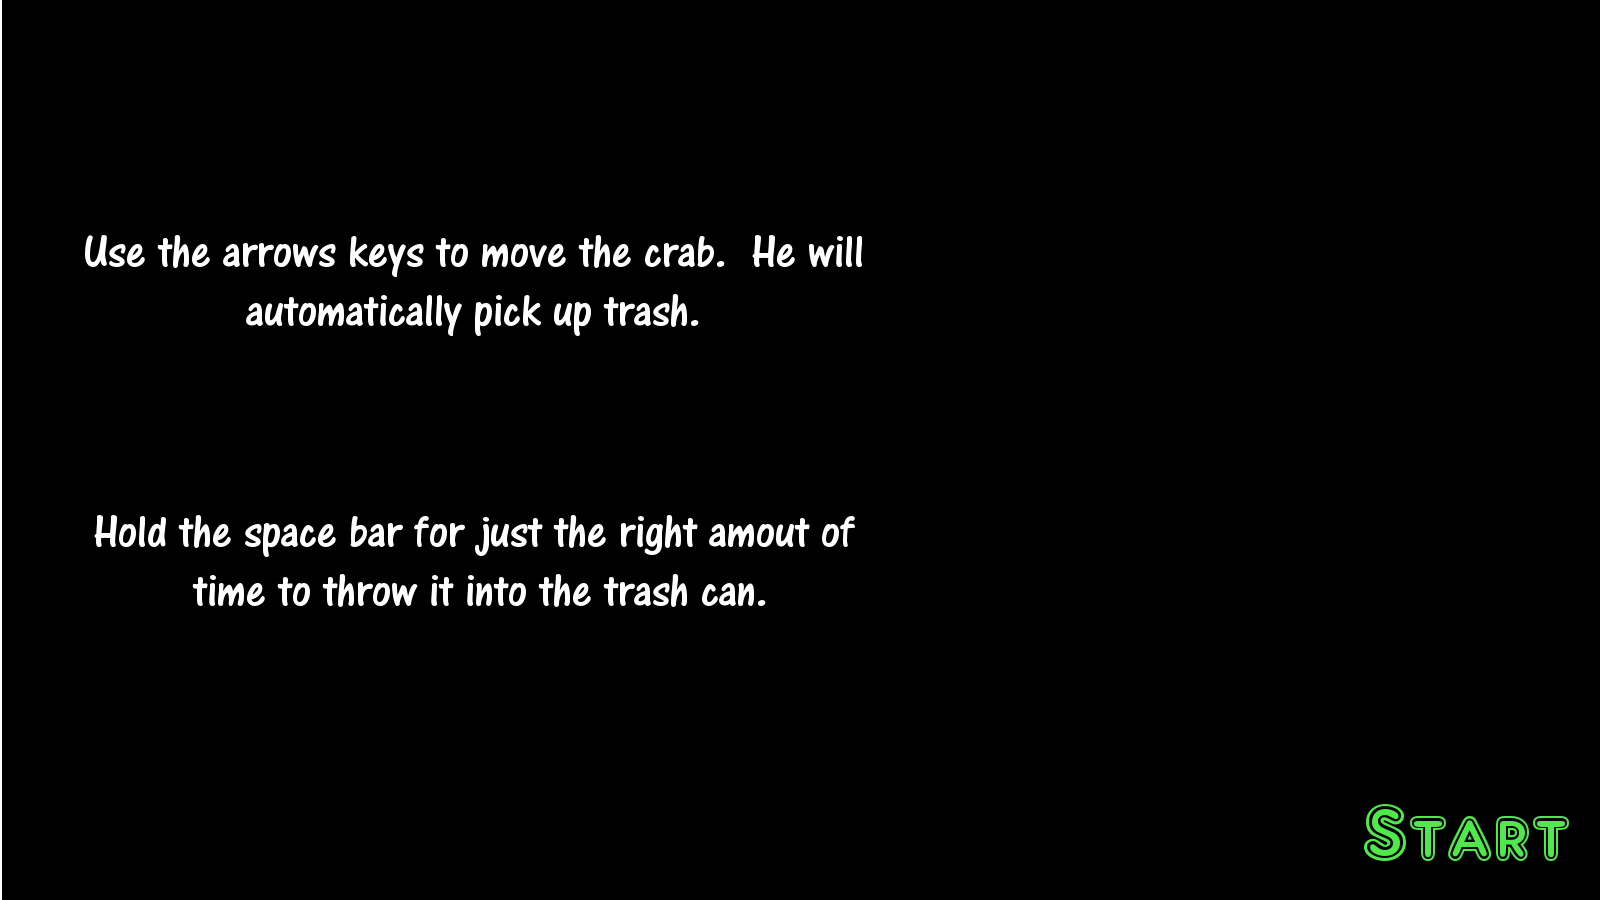 Use the arrows keys to move the crab.  He will
automatically pick up trash.
Hold the space bar for just the right amout of
time to throw it into the trash can.
Start